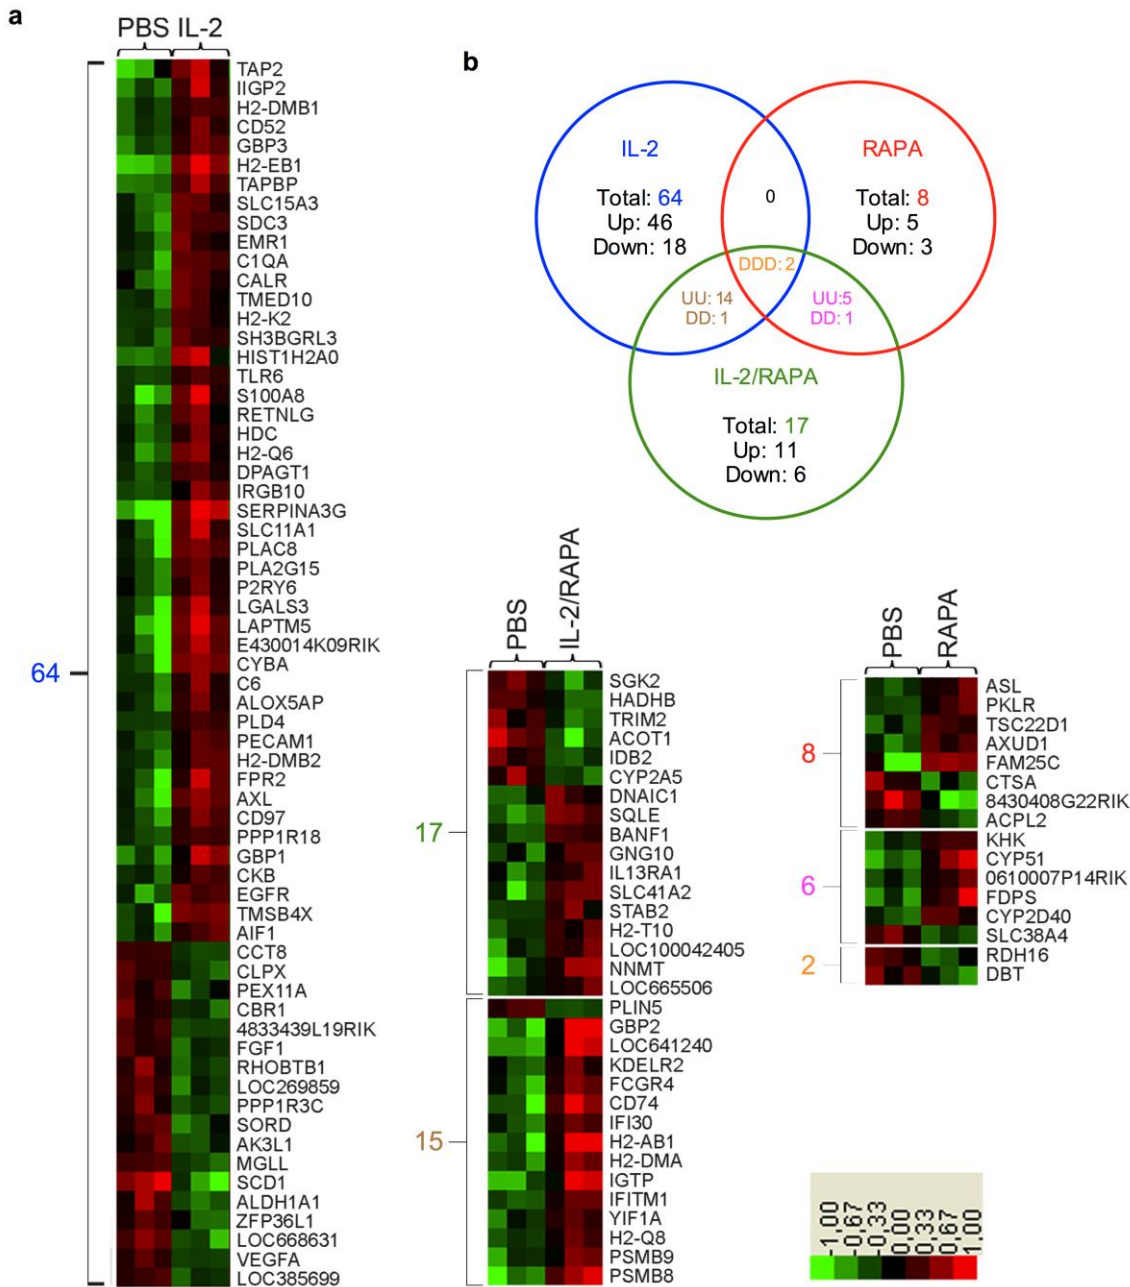 a
PBS IL-2
TAP2
IIGP2
H2-DMB1
CD52
GBP3
H2-EB1
TAPBP
SLC15A3
SDC3
EMR1
C1QA
CALR
TMED10
H2-K2
SH3BGRL3
HIST1H2A0
TLR6
S100A8
RETNLG
HDC
H2-Q6
DPAGT1
IRGB10
SERPINA3G
SLC11A1
PLAC8
PLA2G15
P2RY6
LGALS3
LAPTM5
E430014K09RIK
CYBA
C6
ALOX5AP
PLD4
PECAM1
H2-DMB2
FPR2
AXL
CD97
PPP1R18
GBP1
CKB
EGFR
TMSB4X
AIF1
CCT8
CLPX
PEX11A
CBR1
4833439L19RIK
FGF1
RHOBTB1
LOC269859
PPP1R3C
SORD
AK3L1
MGLL
SCD1
ALDH1A1
ZFP36L1
LOC668631
VEGFA
LOC385699
64
b
IL-2
Total: 64
Up: 46
Down: 18
0
RAPA
Total: 8
Up: 5
Down: 3
DDD: 2
UU: 14
DD: 1
UU:5
DD: 1
IL-2/RAPA
Total: 17
Up: 11
Down: 6
PBS
IL-2/RAPA
SGK2
HADHB
TRIM2
ACOT1
IDB2
CYP2A5
DNAIC1
SQLE
BANF1
GNG10
IL13RA1
SLC41A2
STAB2
H2-T10
LOC100042405
NNMT
LOC665506
17
PLIN5
GBP2
LOC641240
KDELR2
FCGR4
CD74
IFI30
H2-AB1
H2-DMA
IGTP
IFITM1
YIF1A
H2-Q8
PSMB9
PSMB8
15
PBS
RAPA
ASL
PKLR
TSC22D1
AXUD1
FAM25C
CTSA
8430408G22RIK
ACPL2
8
KHK
CYP51
0610007P14RIK
FDPS
CYP2D40
SLC38A4
6
RDH16
DBT
2
-1,00
-0,67
-0,33
0,00
0,33
0,67
1,00